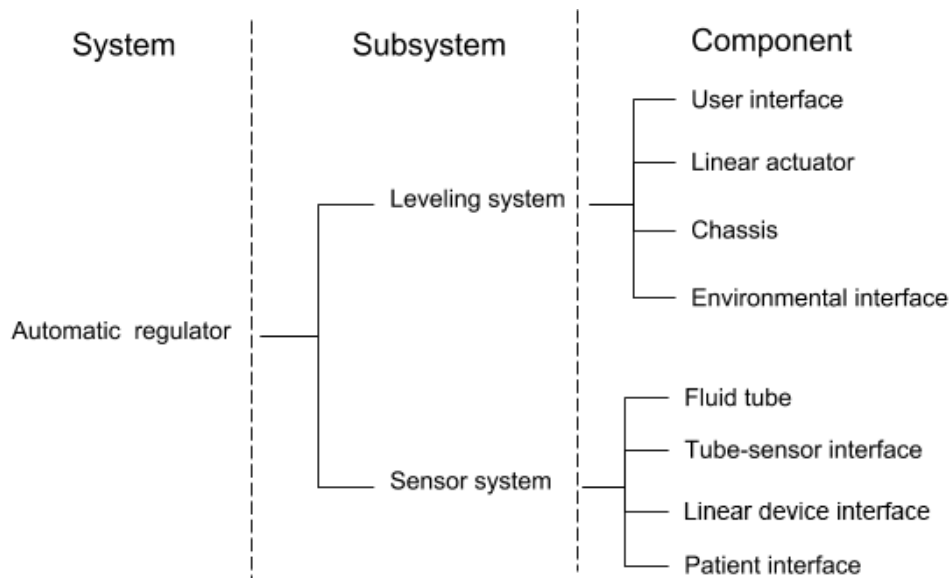 System
Subsystem
Component
User interface
Linear actuator
Leveling system
Chassis
Environmental interface
Automatic regulator
Fluid tube
Tube-sensor interface
Sensor system
Linear device interface
Patient interface